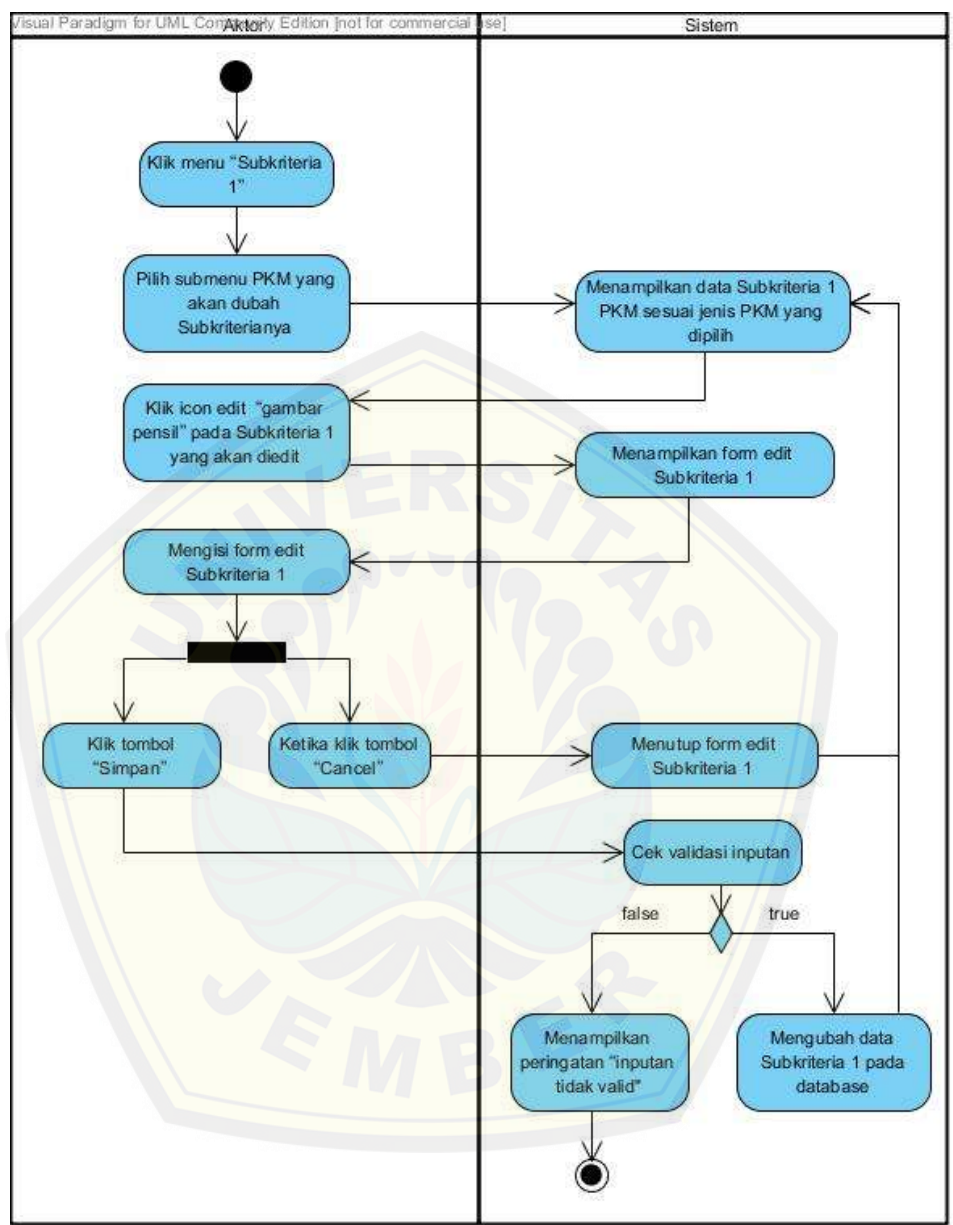 Visual Paradigm for UML Community Edition [not for commercial use]
Aktor
Sistem
Klik menu “Subkriteria
1”
Pilih submenu PKM yang
akan dubah
Subkriterianya
Menampilkan data Subkriteria 1
PKM sesuai jenis PKM yang
dipilih
Klik icon edit “gambar
pensil” pada Subkriteria 1
yang akan diedit
Menampilkan form edit
Subkriteria 1
Mengisi form edit
Subkriteria 1
Klik tombol
“Simpan”
Ketika klik tombol
“Cancel”
Menutup form edit
Subkriteria 1
Cek validasi inputan
false
true
Menampilkan
peringatan “inputan
tidak valid"
Mengubah data
Subkriteria 1 pada
database
UNIVERSITAS
JEMBER